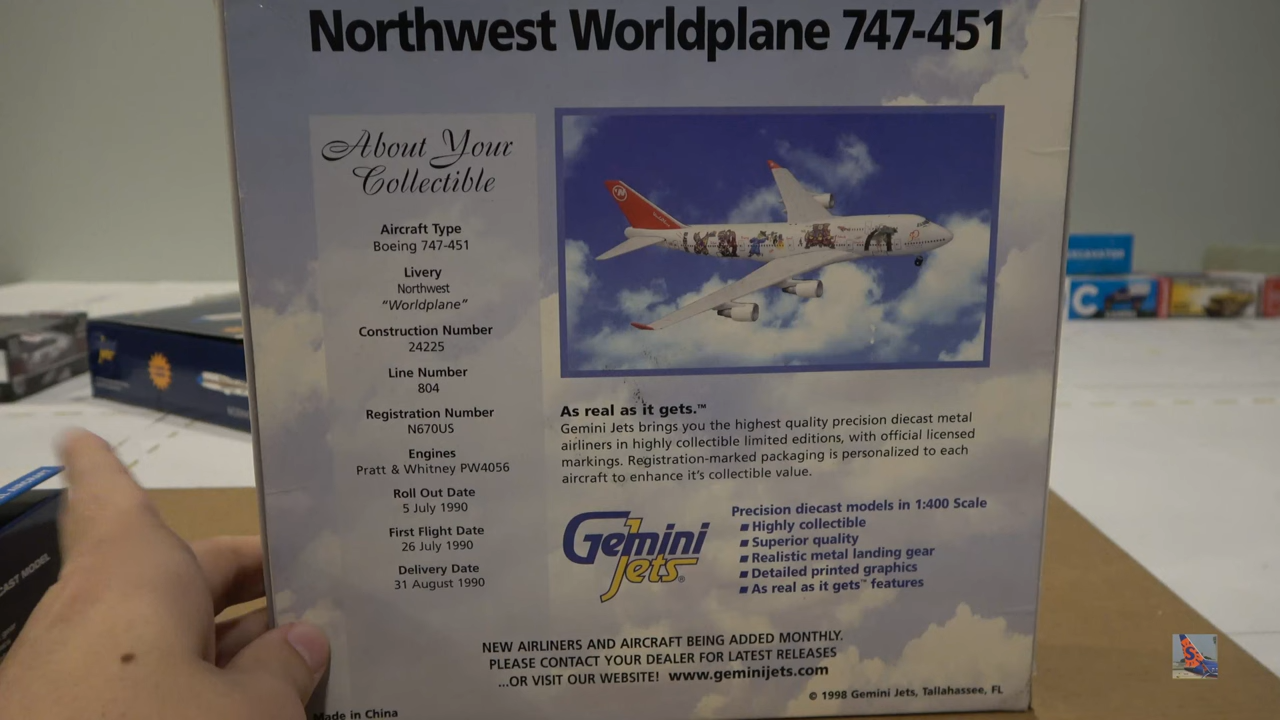 Northwest Worldplane 747-451
About Your
Collectible
Aircraft Type
Boeing 747-451
Livery
Northwest
"Worldplane"
Construction Number
24225
Line Number
804
Registration Number
N670US
Engines
Pratt & Whitney PW4056
Roll Out Date
5 July 1990
First Flight Date
26 July 1990
Delivery Date
31 August 1990
As real as it gets.™
Gemini Jets brings you the highest quality precision diecast metal
airliners in highly collectible limited editions, with official licensed
markings. Registration-marked packaging is personalized to each
aircraft to enhance it's collectible value.
Gemini
Jets®
Precision diecast models in 1:400 Scale
■ Highly collectible
■ Superior quality
■ Realistic metal landing gear
■ Detailed printed graphics
■ As real as it gets™ features
NEW AIRLINERS AND AIRCRAFT BEING ADDED MONTHLY.
PLEASE CONTACT YOUR DEALER FOR LATEST RELEASES
...OR VISIT OUR WEBSITE! www.geminijets.com
© 1998 Gemini Jets, Tallahassee, FL
Made in China
MODEL
C